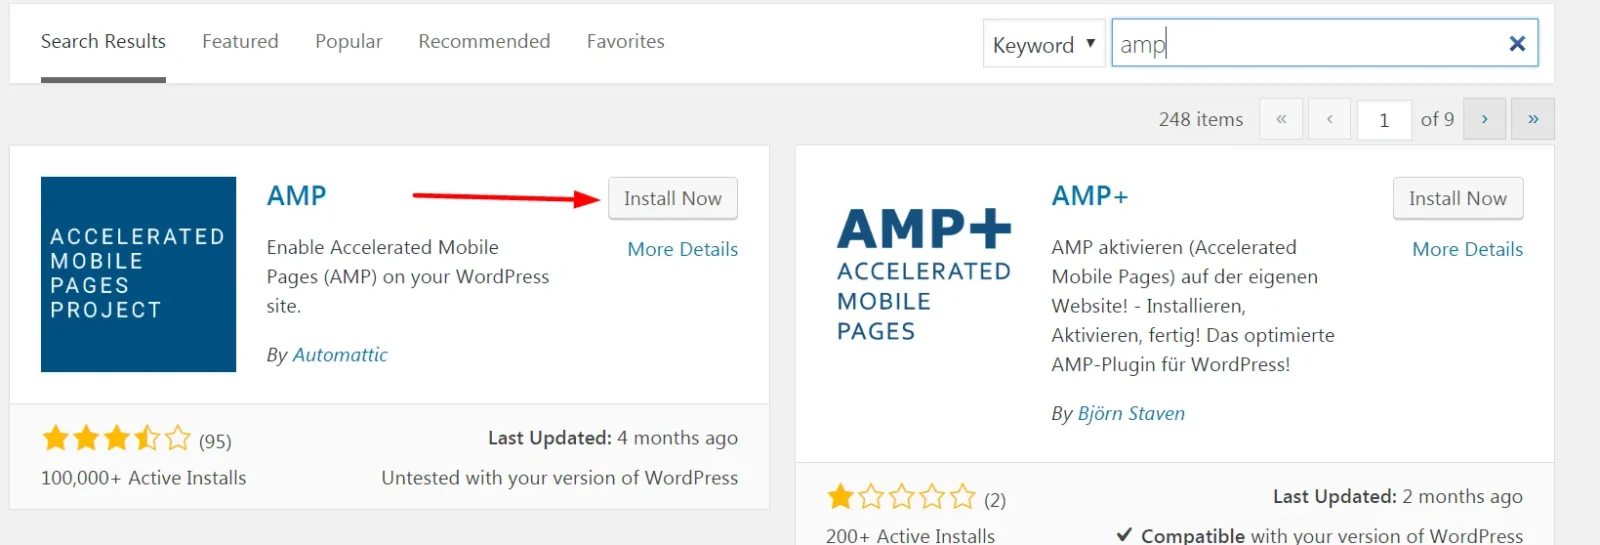 Search Results Featured Popular Recommended Favorites Keyword ▼ amp ×
248 items « ‹ 1 of 9 › »
ACCELERATED
MOBILE
PAGES
PROJECT
AMP
Install Now
Enable Accelerated Mobile
Pages (AMP) on your WordPress
site.
More Details
By Automattic
(95)
Last Updated: 4 months ago
100,000+ Active Installs
Untested with your version of WordPress
AMP+
ACCELERATED
MOBILE
PAGES
AMP+
Install Now
AMP aktivieren (Accelerated
Mobile Pages) auf der eigenen
Website! - Installieren,
Aktivieren, fertig! Das optimierte
AMP-Plugin für WordPress!
More Details
By Björn Staven
(2)
Last Updated: 2 months ago
200+ Active Installs
✔ Compatible with your version of WordPress